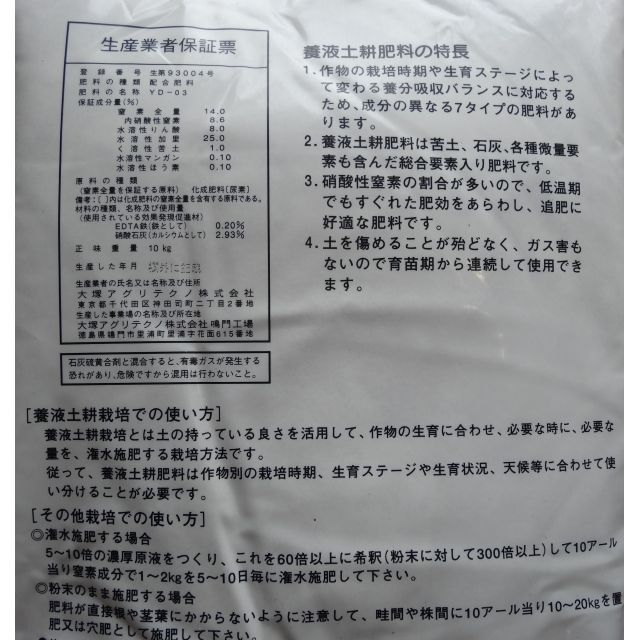 生産業者保証票
登録番号 生第93004号
肥料の種類 配合肥料
肥料の名称 YD-03
保証成分量(%)
窒素全量 14.0
内硝酸性窒素 8.6
水溶性りん酸 8.0
水溶性加里 25.0
く溶性苦土 1.0
水溶性マンガン 0.10
水溶性ほう素 0.10
原料の種類
(窒素全量を保証する原料) 化成肥料[尿素]
備考:[ ]内は化成肥料の窒素全量を含有する原料である。
材料の種類、名称及び使用量
(使用されている効果発現促進材)
EDTA鉄(鉄として) 0.20%
硝酸石灰(カルシウムとして) 2.93%
正味重量 10kg
生産した年月
生産業者の氏名又は名称及び住所
大塚アグリテクノ株式会社
東京都千代田区神田司町二丁目2番地
生産した事業場の名称及び所在地
大塚アグリテクノ株式会社鳴門工場
徳島県鳴門市里浦町里浦字花面615番地
石灰硫黄合剤と混合すると、有毒ガスが発生する
恐れがあり、危険ですから混用は行わないこと。
養液土耕肥料の特長
1.作物の栽培時期や生育ステージによっ
て変わる養分吸収バランスに対応する
ため、成分の異なる7タイプの肥料があ
ります。
2.養液土耕肥料は苦土、石灰、各種微量要
素も含んだ総合要素入り肥料です。
3.硝酸性窒素の割合が多いので、低温期
でもすぐれた肥効をあらわし、追肥に
好適な肥料です。
4.土を傷めることが殆どなく、ガス害も
ないので育苗期から連続して使用でき
ます。
[養液土耕栽培での使い方]
養液土耕栽培とは土の持っている良さを活用して、作物の生育に合わせ、必要な時に、必要な
量を、潅水施肥する栽培方法です。
従って、養液土耕肥料は作物別の栽培時期、生育ステージや生育状況、天候等に合わせて使
い分けることが必要です。
[その他栽培での使い方]
◎潅水施肥する場合
5〜10倍の濃厚原液をつくり、これを60倍以上に希釈(粉末に対して300倍以上)して10アール
当り窒素成分で1〜2kgを5〜10日毎に潅水施肥して下さい。
◎粉末のまま施肥する場合
肥料が直接根や茎葉にかからないように注意して、畦間や株間に10アール当り10〜20kgを置
肥又は穴肥として施肥して下さい。